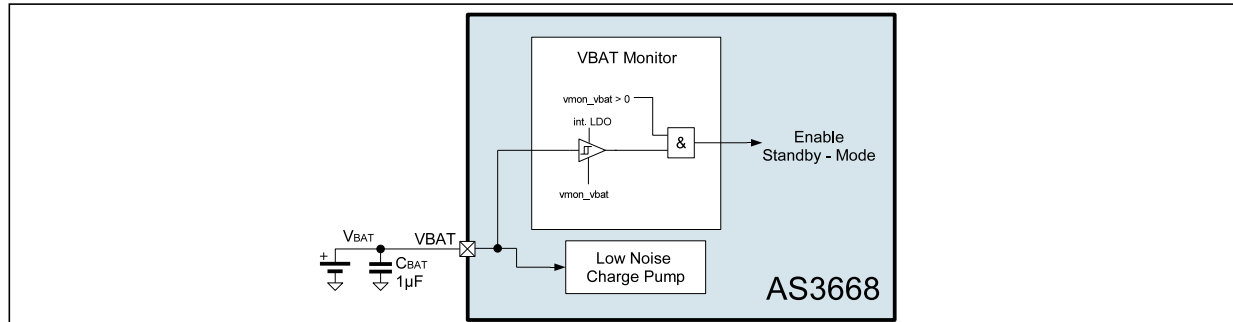 VBAT Monitor
vmon_vbat > 0
int. LDO
&
Enable
Standby - Mode
vmon_vbat
VBAT
VBAT
+
CBAT
1µF
Low Noise
Charge Pump
AS3668